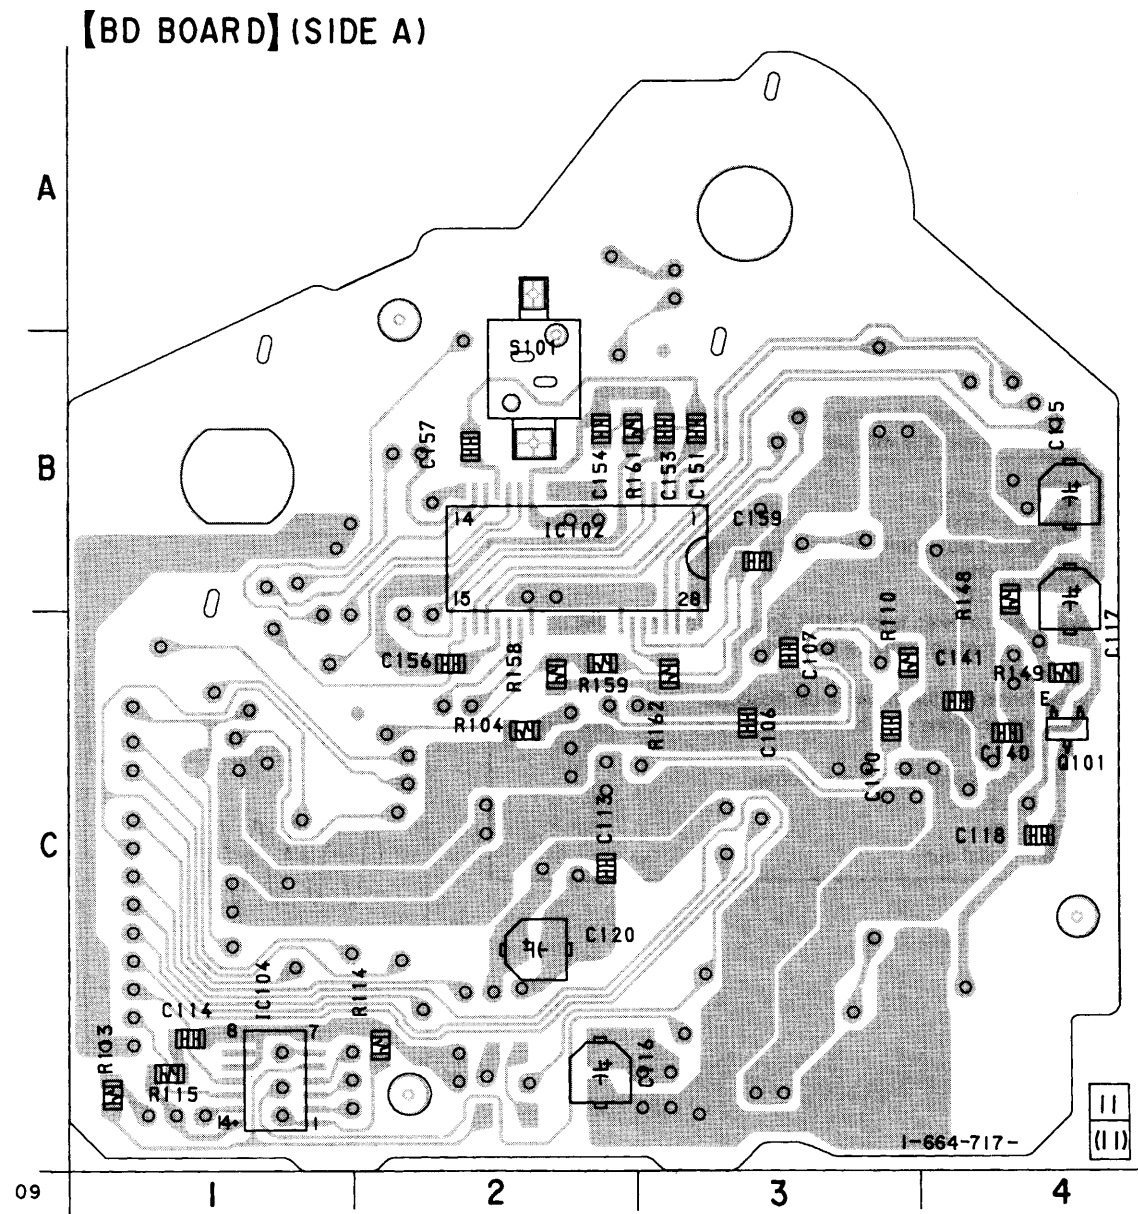 【BD BOARD】(SIDE A)
A
S101
C155
C157
B
C154
R161
C153
C151
14
1
C159
IC102
15
28
R148
R110
C117
R158
C107
C156
C141
R149
R159
E
R104
R162
C106
C140
Q101
C110
C113
C118
C
C120
IC104
R114
C114
8
7
R103
C116
R115
14
1
11
(11)
1-664-717-
09
1
2
3
4